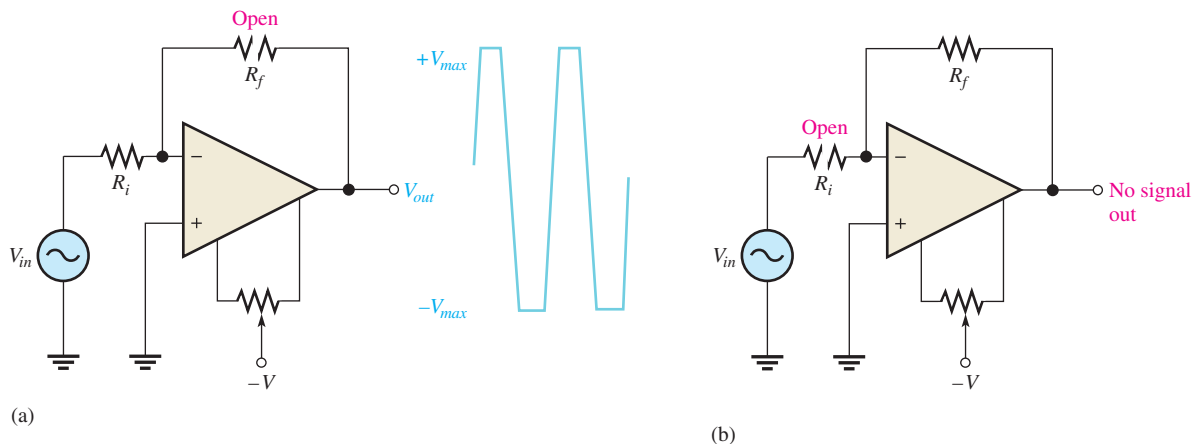 Open
R_f
+V_max
R_i
−
+
V_out
V_in
−V_max
−V
(a)
R_f
Open
R_i
−
+
No signal
out
V_in
−V
(b)